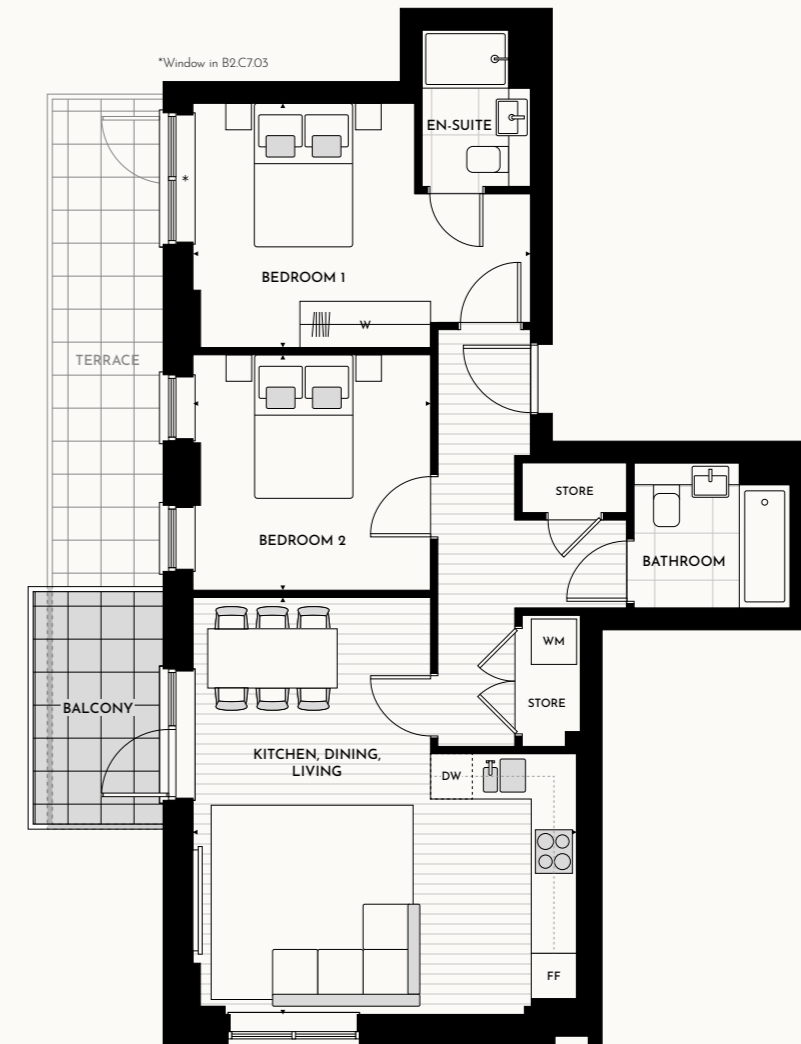 *Window in B2.C7.03
EN-SUITE
*
BEDROOM 1
W
TERRACE
STORE
BEDROOM 2
BATHROOM
WM
STORE
BALCONY
KITCHEN, DINING,
LIVING
DW
FF